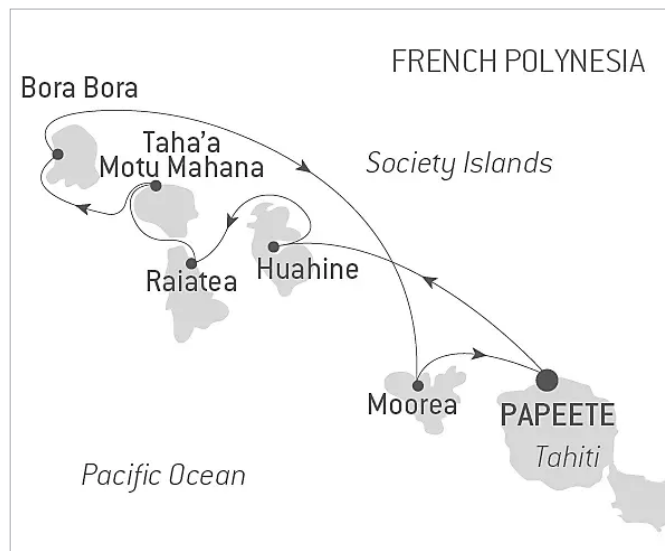 FRENCH POLYNESIA
Bora Bora
Taha'a
Motu Mahana
Society Islands
Huahine
Raiatea
Moorea
PAPEETE
Tahiti
Pacific Ocean